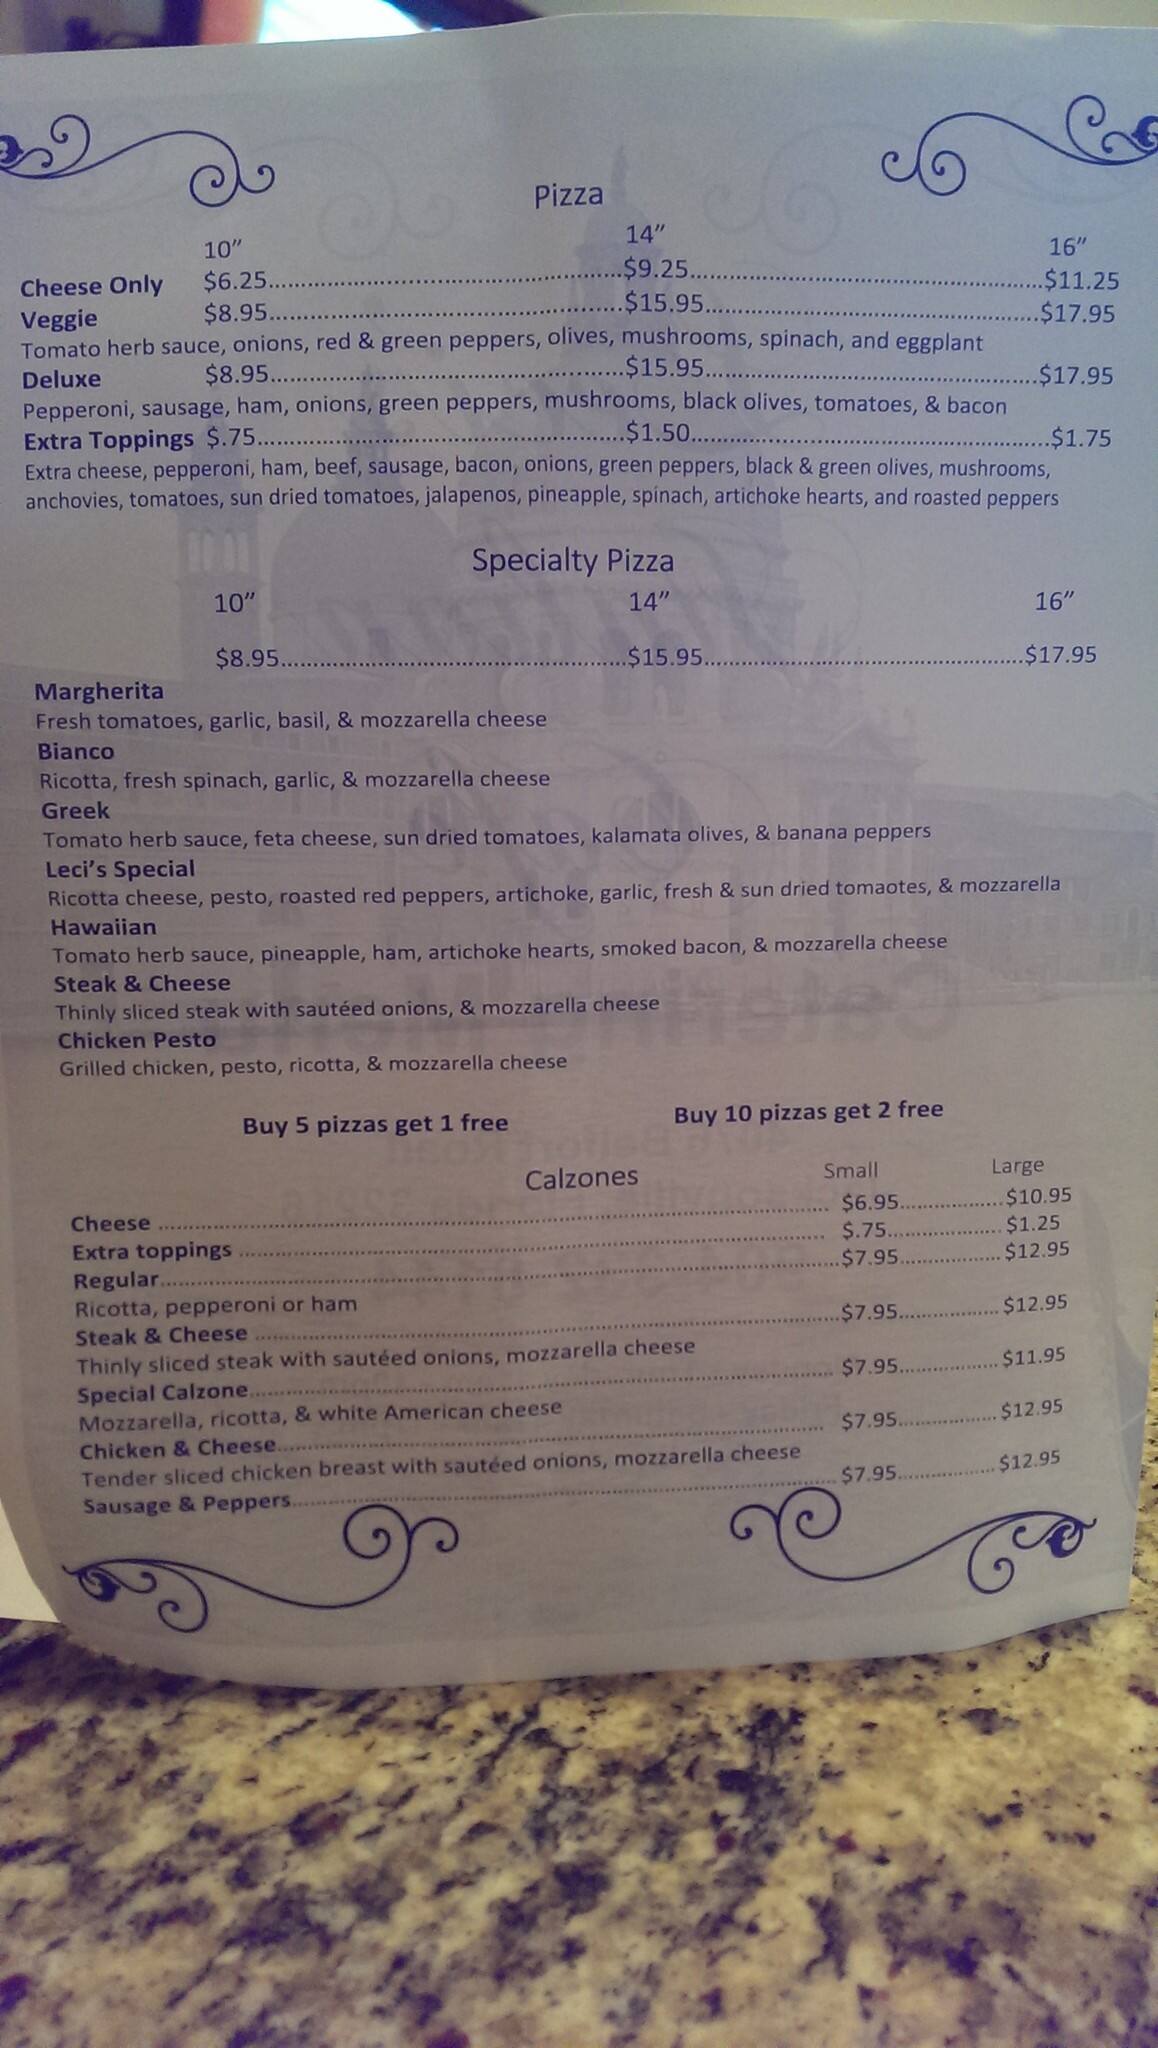 Pizza
10" 14" 16"
Cheese Only $6.25..........$9.25..........$11.25
Veggie $8.95..........$15.95..........$17.95
Tomato herb sauce, onions, red & green peppers, olives, mushrooms, spinach, and eggplant
Deluxe $8.95..........$15.95..........$17.95
Pepperoni, sausage, ham, onions, green peppers, mushrooms, black olives, tomatoes, & bacon
Extra Toppings $.75..........$1.50..........$1.75
Extra cheese, pepperoni, ham, beef, sausage, bacon, onions, green peppers, black & green olives, mushrooms,
anchovies, tomatoes, sun dried tomatoes, jalapenos, pineapple, spinach, artichoke hearts, and roasted peppers
Specialty Pizza
10" 14" 16"
$8.95..........$15.95..........$17.95
Margherita
Fresh tomatoes, garlic, basil, & mozzarella cheese
Bianco
Ricotta, fresh spinach, garlic, & mozzarella cheese
Greek
Tomato herb sauce, feta cheese, sun dried tomatoes, kalamata olives, & banana peppers
Leci's Special
Ricotta cheese, pesto, roasted red peppers, artichoke, garlic, fresh & sun dried tomaotes, & mozzarella
Hawaiian
Tomato herb sauce, pineapple, ham, artichoke hearts, smoked bacon, & mozzarella cheese
Steak & Cheese
Thinly sliced steak with sautéed onions, & mozzarella cheese
Chicken Pesto
Grilled chicken, pesto, ricotta, & mozzarella cheese
Buy 5 pizzas get 1 free Buy 10 pizzas get 2 free
Calzones Small Large
Cheese .......... $6.95..........$10.95
Extra toppings .......... $.75.......... $1.25
Regular..........$7.95.......... $12.95
Ricotta, pepperoni or ham
Steak & Cheese ..........$7.95.......... $12.95
Thinly sliced steak with sautéed onions, mozzarella cheese
Special Calzone.......... $7.95.......... $11.95
Mozzarella, ricotta, & white American cheese
Chicken & Cheese.......... $7.95.......... $12.95
Tender sliced chicken breast with sautéed onions, mozzarella cheese
Sausage & Peppers.......... $7.95.......... $12.95